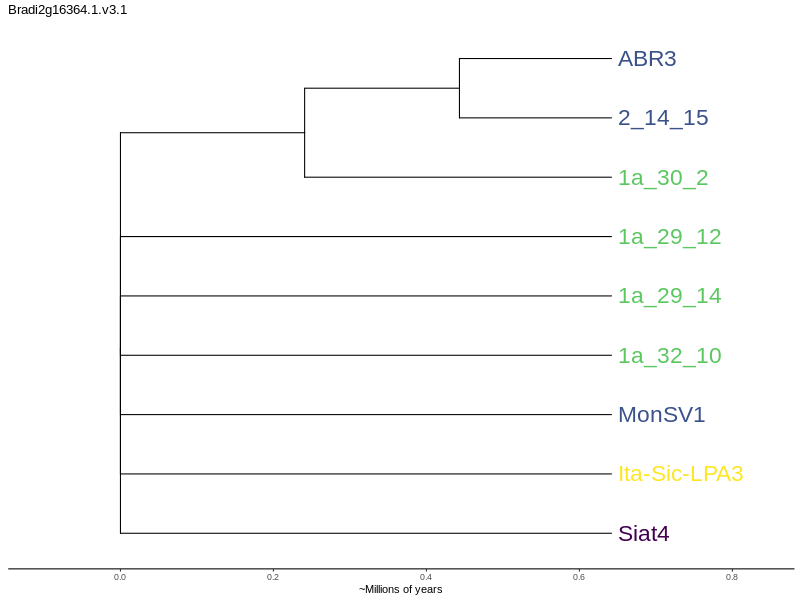 Bradi2g16364.1.v3.1
ABR3
2_14_15
1a_30_2
1a_29_12
1a_29_14
1a_32_10
MonSV1
Ita-Sic-LPA3
Siat4
0.0 0.2 0.4 0.6 0.8
~Millions of years